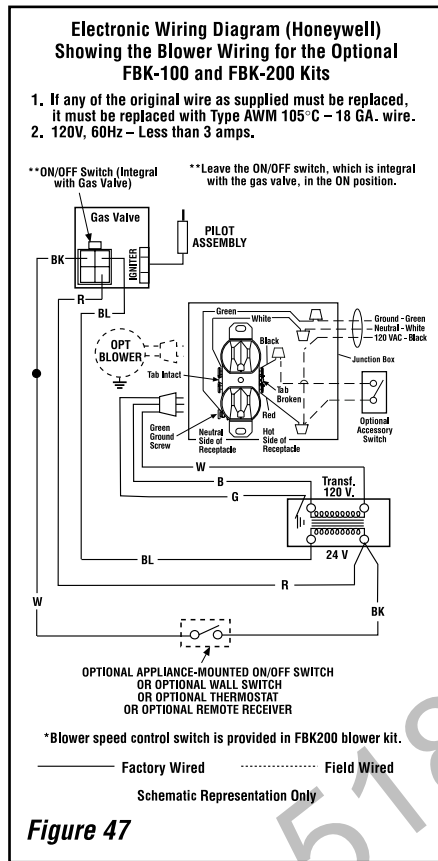 Electronic Wiring Diagram (Honeywell)
Showing the Blower Wiring for the Optional
FBK-100 and FBK-200 Kits
1. If any of the original wire as supplied must be replaced,
it must be replaced with Type AWM 105°C – 18 GA. wire.
2. 120V, 60Hz – Less than 3 amps.
**ON/OFF Switch (Integral
with Gas Valve)
**Leave the ON/OFF switch, which is integral
with the gas valve, in the ON position.
Gas Valve
PILOT
ASSEMBLY
IGNITER
BK
R
BL
Green
White
Ground - Green
Neutral - White
120 VAC - Black
OPT
BLOWER
Black
Junction Box
Tab Intact
Tab
Broken
Red
Optional
Accessory
Switch
Green
Ground
Screw
Neutral
Side of
Receptacle
Hot
Side of
Receptacle
W
B
G
Transf.
120 V.
24 V
BL
R
W
BK
OPTIONAL APPLIANCE-MOUNTED ON/OFF SWITCH
OR OPTIONAL WALL SWITCH
OR OPTIONAL THERMOSTAT
OR OPTIONAL REMOTE RECEIVER
*Blower speed control switch is provided in FBK200 blower kit.
Factory Wired
Field Wired
Schematic Representation Only
Figure 47
518